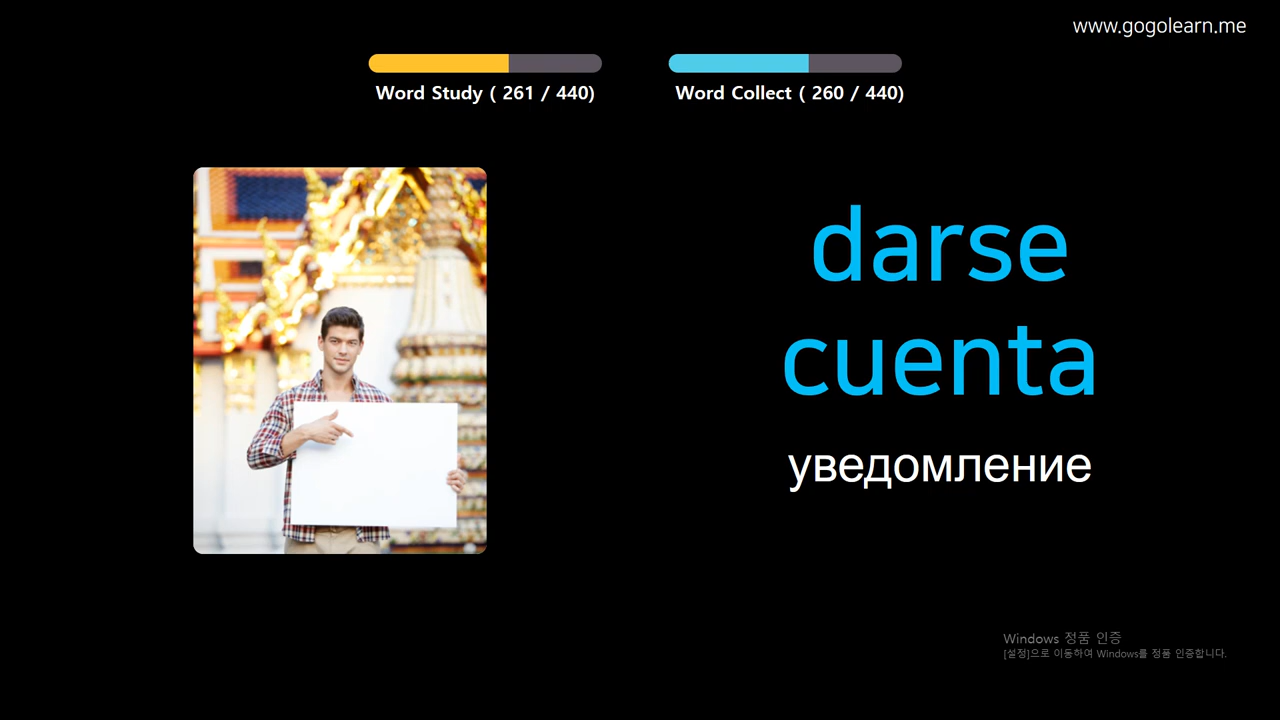 www.gogolearn.me
Word Study ( 261 / 440)
Word Collect ( 260 / 440)
darse
cuenta
уведомление
Windows 정품 인증
[설정]으로 이동하여 Windows를 정품 인증합니다.